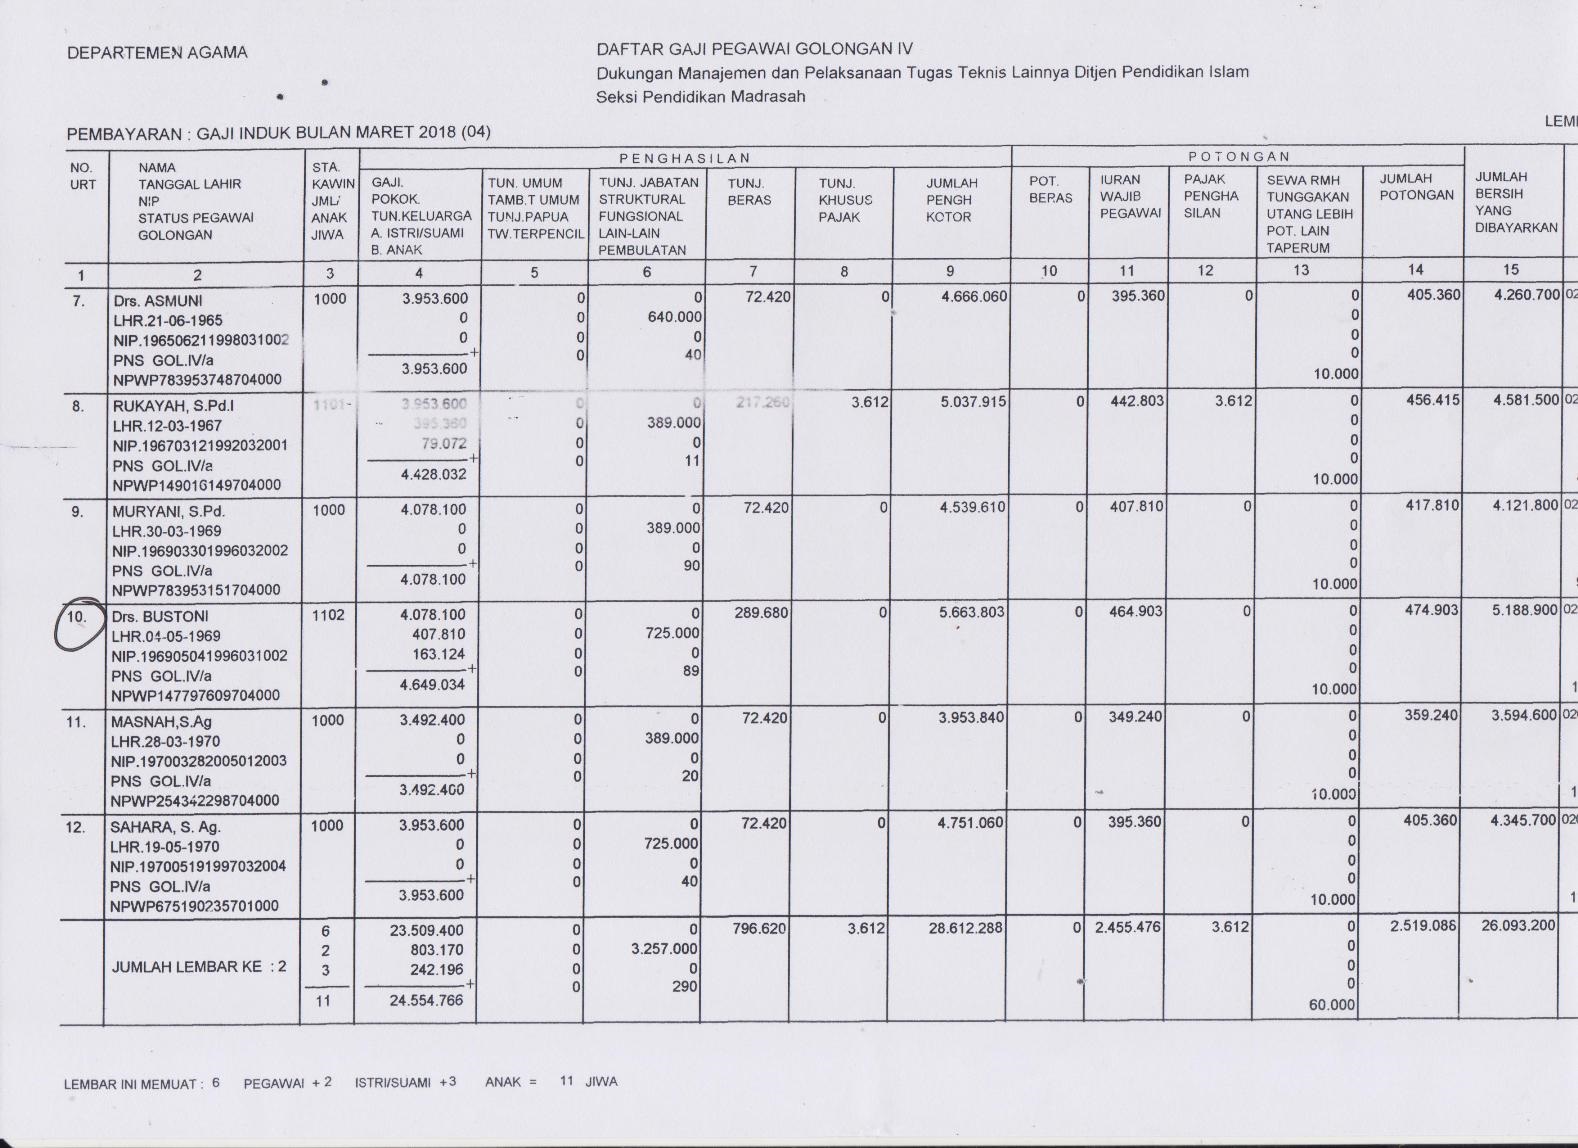 DEPARTEMEN AGAMA
DAFTAR GAJI PEGAWAI GOLONGAN IV
Dukungan Manajemen dan Pelaksanaan Tugas Teknis Lainnya Ditjen Pendidikan Islam
Seksi Pendidikan Madrasah
LEMB
PEMBAYARAN : GAJI INDUK BULAN MARET 2018 (04)
PENGHASILAN POTONGAN
NO. URT
NAMA
TANGGAL LAHIR
NIP
STATUS PEGAWAI
GOLONGAN
STA.
KAWIN
JML/
ANAK
JIWA
GAJI.
POKOK.
TUN.KELUARGA
A. ISTRI/SUAMI
B. ANAK
TUN. UMUM
TAMB.T UMUM
TUNJ.PAPUA
TW.TERPENCIL
TUNJ. JABATAN
STRUKTURAL
FUNGSIONAL
LAIN-LAIN
PEMBULATAN
TUNJ.
BERAS
TUNJ.
KHUSUS
PAJAK
JUMLAH
PENGH
KOTOR
POT.
BERAS
IURAN
WAJIB
PEGAWAI
PAJAK
PENGHA
SILAN
SEWA RMH
TUNGGAKAN
UTANG LEBIH
POT. LAIN
TAPERUM
JUMLAH
POTONGAN
JUMLAH
BERSIH
YANG
DIBAYARKAN
1 2 3 4 5 6 7 8 9 10 11 12 13 14 15
7. Drs. ASMUNI 1000 3.953.600 0 0 72.420 0 4.666.060 0 395.360 0 0 405.360 4.260.700 02
LHR.21-06-1965 0 0 640.000 0
NIP.196506211998031002 0 0 0 0
PNS GOL.IV/a + 0 40 0
3.953.600 10.000
NPWP783953748704000
8. RUKAYAH, S.Pd.I 1101 3.953.600 0 0 217.260 3.612 5.037.915 0 442.803 3.612 0 456.415 4.581.500 02
LHR.12-03-1967 395.360 0 389.000 0
NIP.196703121992032001 79.072 0 0 0
PNS GOL.IV/a + 0 11 0
4.428.032 10.000
NPWP149016149704000
9. MURYANI, S.Pd. 1000 4.078.100 0 0 72.420 0 4.539.610 0 407.810 0 0 417.810 4.121.800 02
LHR.30-03-1969 0 0 389.000 0
NIP.196903301996032002 0 0 0 0
PNS GOL.IV/a + 0 90 0
4.078.100 10.000
NPWP783953151704000
10. Drs. BUSTONI 1102 4.078.100 0 0 289.680 0 5.663.803 0 464.903 0 0 474.903 5.188.900 02
LHR.04-05-1969 407.810 0 725.000 0
NIP.196905041996031002 163.124 0 0 0
PNS GOL.IV/a + 0 89 0
4.649.034 10.000
NPWP147797609704000
11. MASNAH,S.Ag 1000 3.492.400 0 0 72.420 0 3.953.840 0 349.240 0 0 359.240 3.594.600 02
LHR.28-03-1970 0 0 389.000 0
NIP.197003282005012003 0 0 0 0
PNS GOL.IV/a + 0 20 0
3.492.400 10.000
NPWP254342298704000
12. SAHARA, S. Ag. 1000 3.953.600 0 0 72.420 0 4.751.060 0 395.360 0 0 405.360 4.345.700 02
LHR.19-05-1970 0 0 725.000 0
NIP.197005191997032004 0 0 0 0
PNS GOL.IV/a + 0 40 0
3.953.600 10.000
NPWP675190235701000
6 23.509.400 0 0 796.620 3.612 28.612.288 0 2.455.476 3.612 0 2.519.086 26.093.200
2 803.170 0 3.257.000 0
JUMLAH LEMBAR KE : 2 3 242.196 0 0 0
+ 0 290 0
11 24.554.766 60.000
LEMBAR INI MEMUAT : 6 PEGAWAI + 2 ISTRI/SUAMI +3 ANAK = 11 JIWA